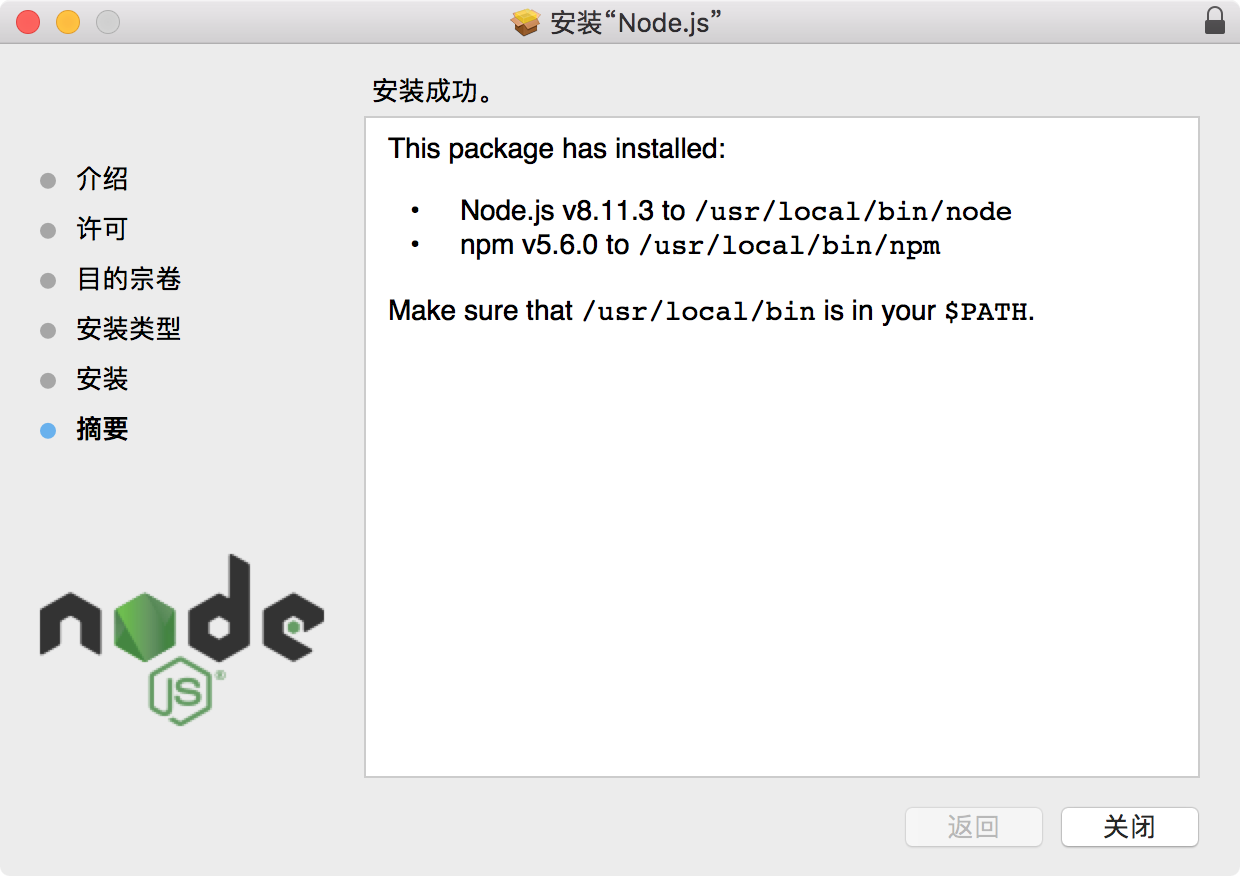 安装“Node.js”
安装成功。
介绍
许可
目的宗卷
安装类型
安装
摘要
This package has installed:
• Node.js v8.11.3 to /usr/local/bin/node
• npm v5.6.0 to /usr/local/bin/npm
Make sure that /usr/local/bin is in your $PATH.
node
JS®
返回
关闭